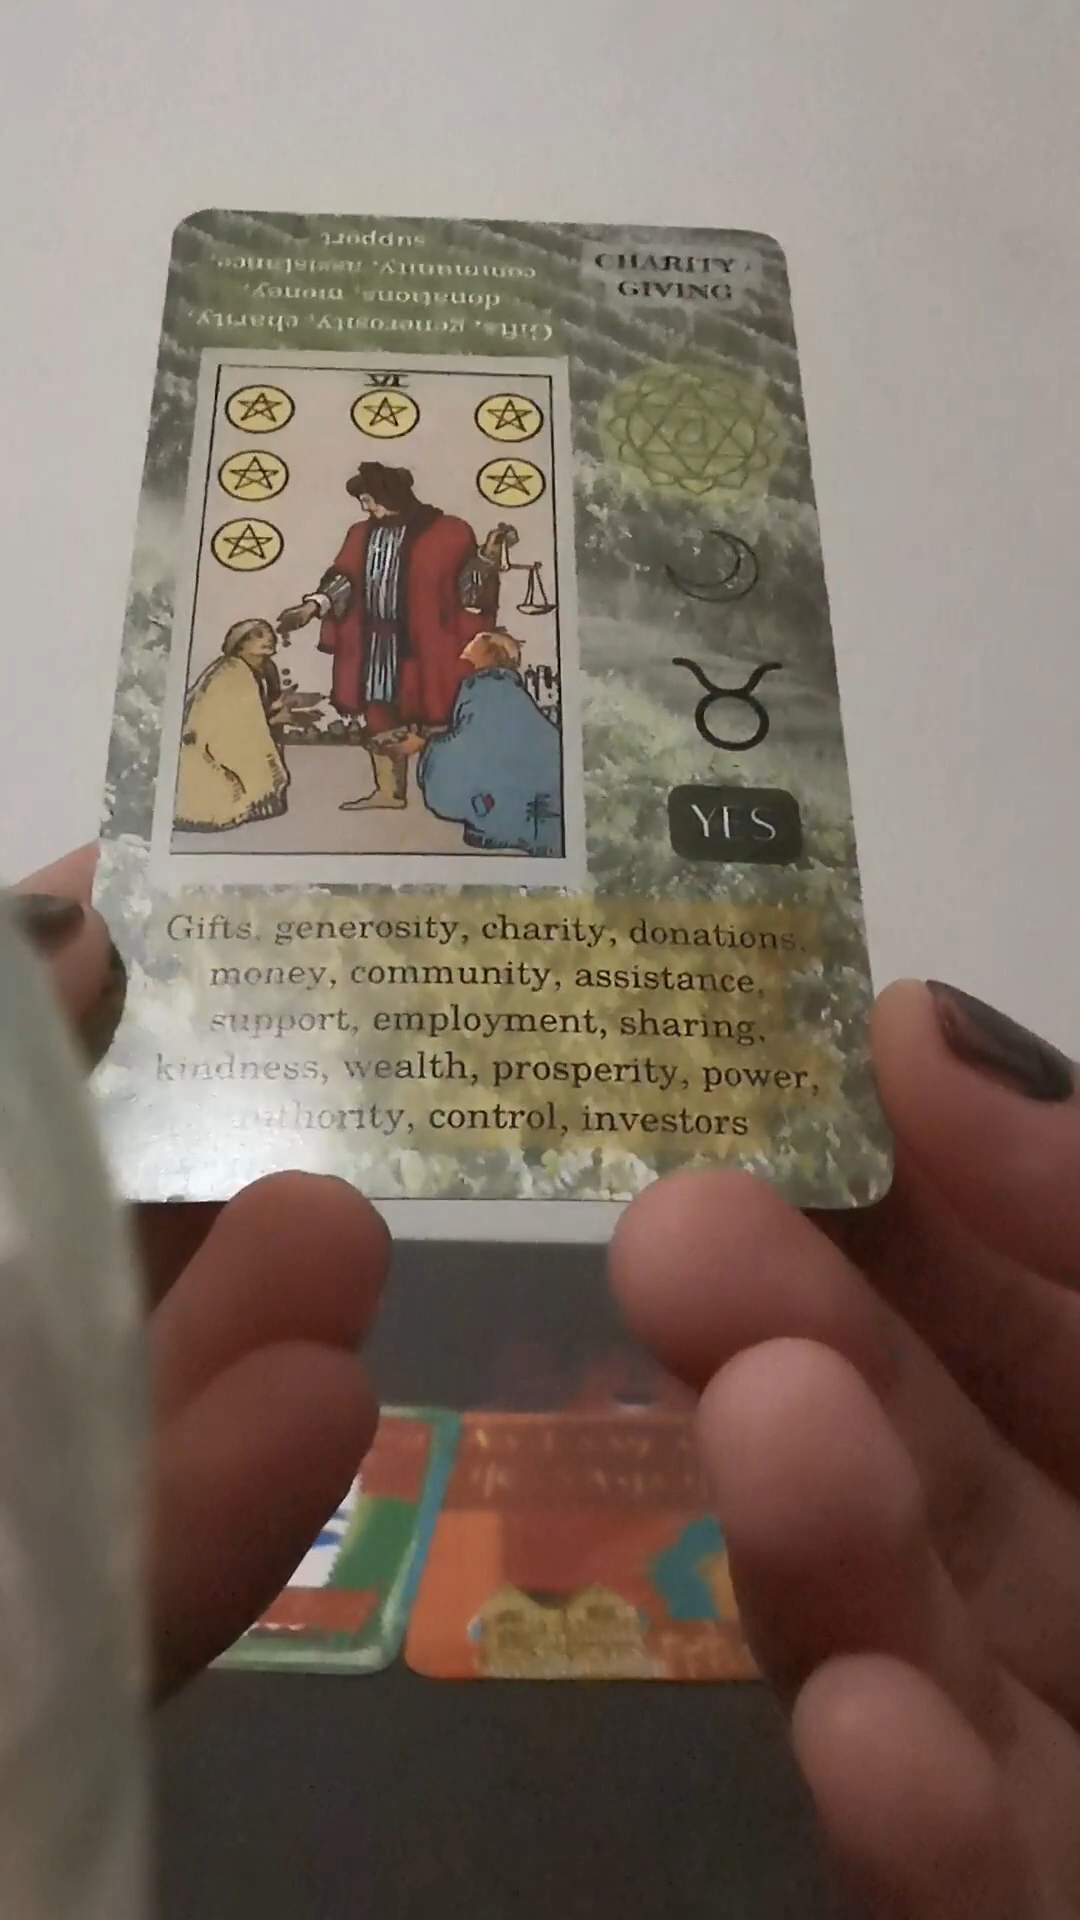 support
community, assistance,
donations, money,
Gifts, generosity, charity,
CHARITY
GIVING
VI
YES
Gifts, generosity, charity, donations,
money, community, assistance,
support, employment, sharing,
kindness, wealth, prosperity, power,
authority, control, investors